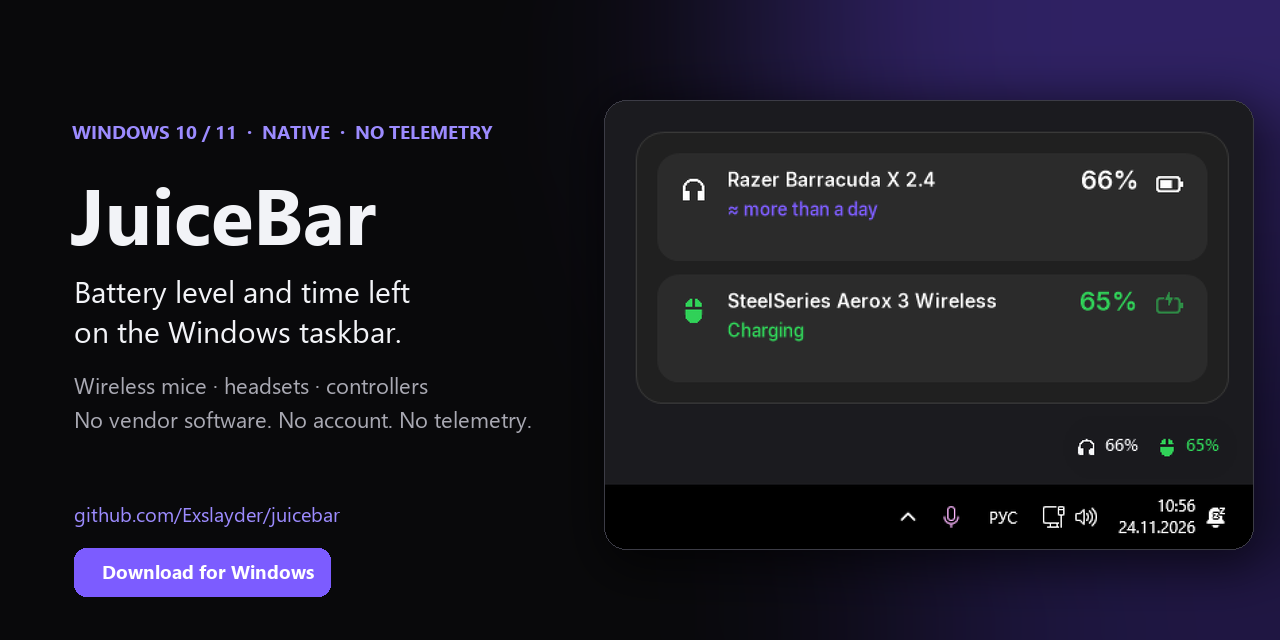 WINDOWS 10 / 11 · NATIVE · NO TELEMETRY
JuiceBar
Battery level and time left
on the Windows taskbar.
Wireless mice · headsets · controllers
No vendor software. No account. No telemetry.
github.com/Exslayder/juicebar
Download for Windows
Razer Barracuda X 2.4
66%
≈ more than a day
SteelSeries Aerox 3 Wireless
65%
Charging
66%
65%
РУС
10:56
24.11.2026